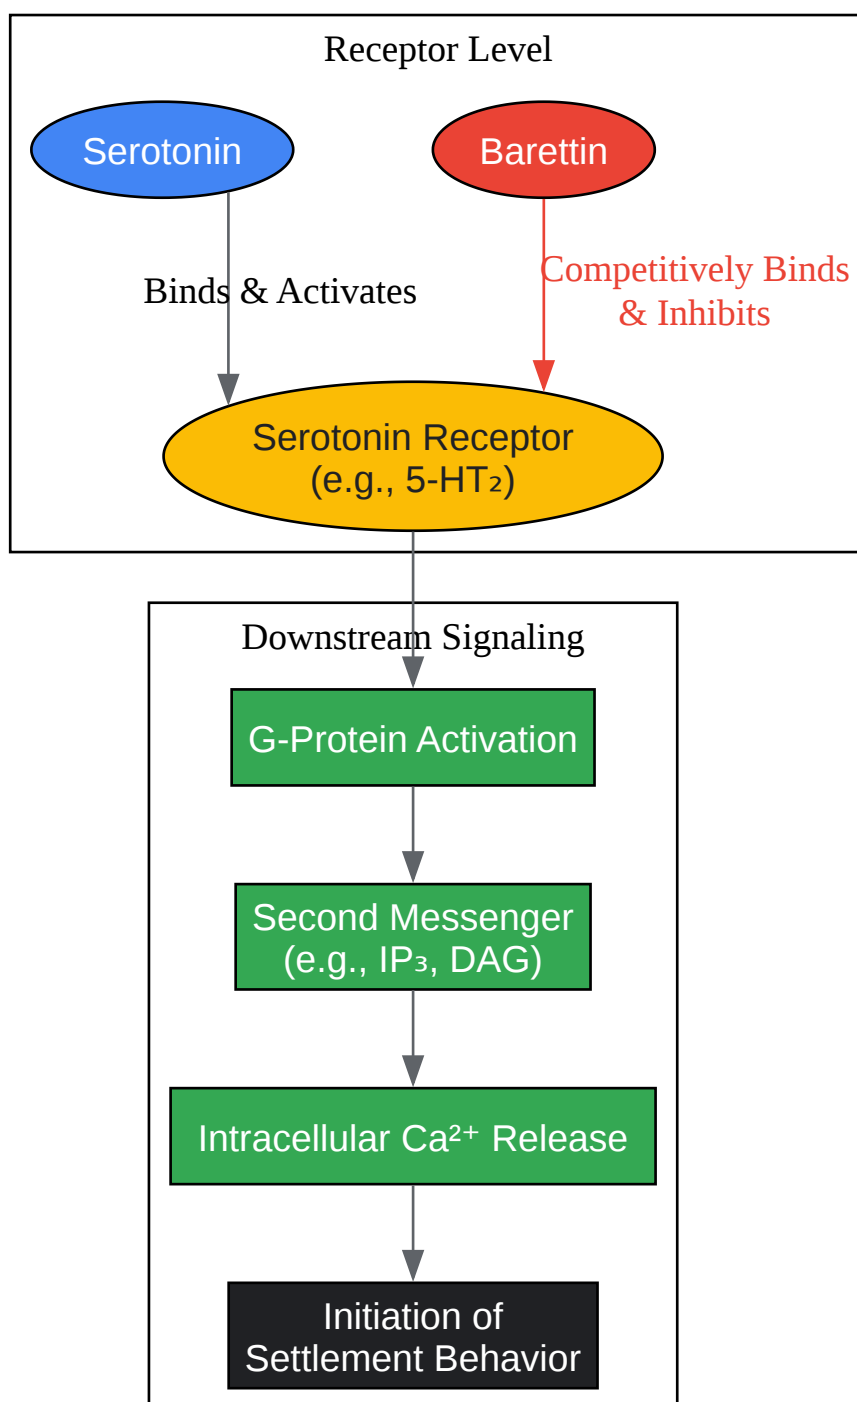 Receptor Level
Serotonin
Barettin
Binds & Activates
Competitively Binds
& Inhibits
Serotonin Receptor
(e.g., 5-HT₂)
Downstream Signaling
G-Protein Activation
Second Messenger
(e.g., IP₃, DAG)
Intracellular Ca²⁺ Release
Initiation of
Settlement Behavior